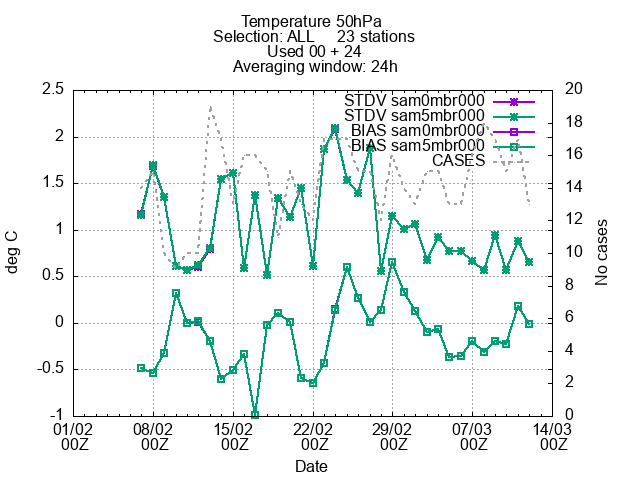 Temperature 50hPa
Selection: ALL 23 stations
Used 00 + 24
Averaging window: 24h
2.5
2
1.5
1
0.5
0
-0.5
-1
deg C
20
18
16
14
12
10
8
6
4
2
0
No cases
STDV sam0mbr000
STDV sam5mbr000
BIAS sam0mbr000
BIAS sam5mbr000
CASES
01/02 08/02 15/02 22/02 29/02 07/03 14/03
00Z 00Z 00Z 00Z 00Z 00Z 00Z
Date